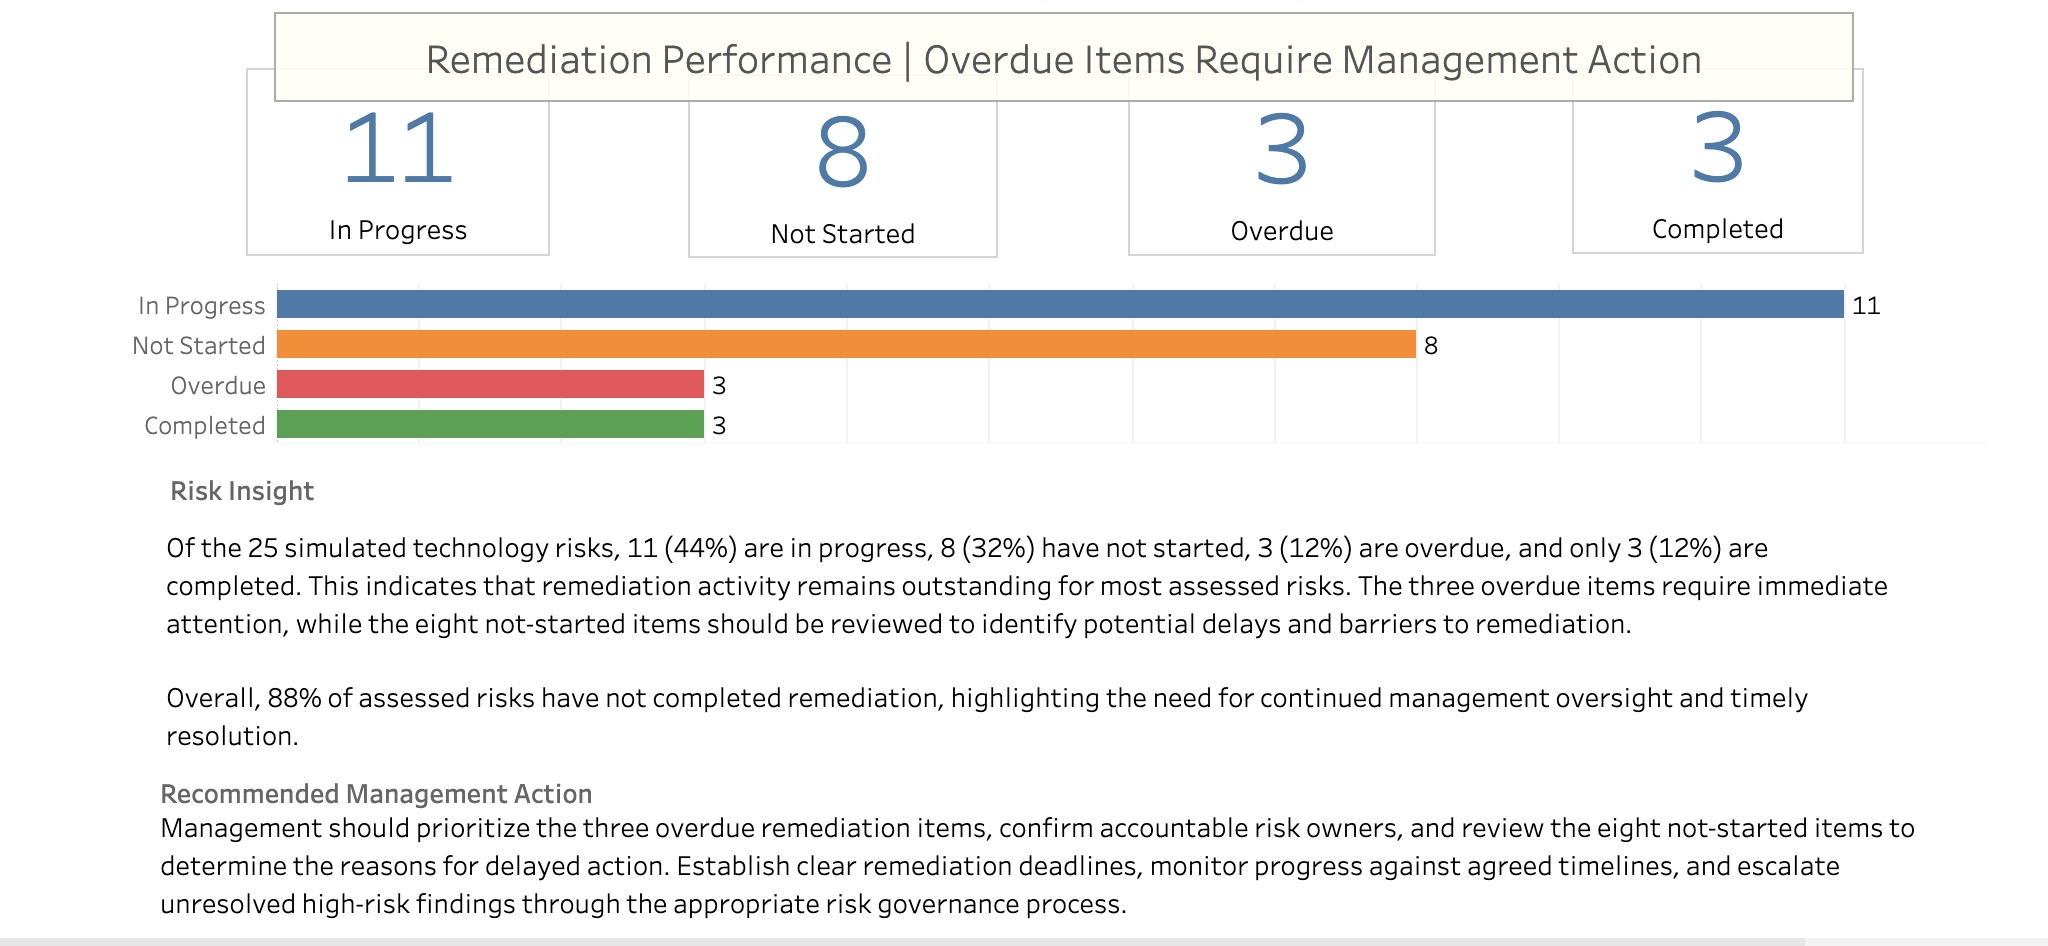 Remediation Performance | Overdue Items Require Management Action
11
In Progress
8
Not Started
3
Overdue
3
Completed
In Progress 11
Not Started 8
Overdue 3
Completed 3
Risk Insight
Of the 25 simulated technology risks, 11 (44%) are in progress, 8 (32%) have not started, 3 (12%) are overdue, and only 3 (12%) are
completed. This indicates that remediation activity remains outstanding for most assessed risks. The three overdue items require immediate
attention, while the eight not-started items should be reviewed to identify potential delays and barriers to remediation.
Overall, 88% of assessed risks have not completed remediation, highlighting the need for continued management oversight and timely
resolution.
Recommended Management Action
Management should prioritize the three overdue remediation items, confirm accountable risk owners, and review the eight not-started items to
determine the reasons for delayed action. Establish clear remediation deadlines, monitor progress against agreed timelines, and escalate
unresolved high-risk findings through the appropriate risk governance process.